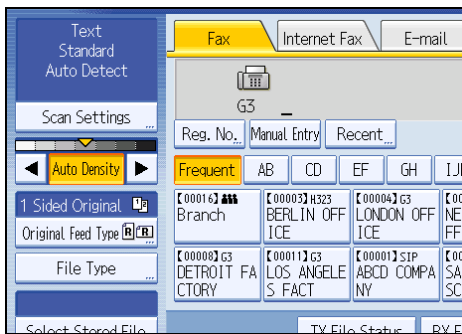 Text
Standard
Auto Detect
Scan Settings
Auto Density
1 Sided Original
Original Feed Type
File Type
Select Stored File
Fax
Internet Fax
E-mail
G3
Reg. No.
Manual Entry
Recent
Frequent
AB
CD
EF
GH
[00016]
Branch
[00003] H323
BERLIN OFF
ICE
[00004] G3
LONDON OFF
ICE
[00008] G3
DETROIT FA
CTORY
[00011] G3
LOS ANGELE
S FACT
[00001] SIP
ABCD COMPA
NY
TX File Status